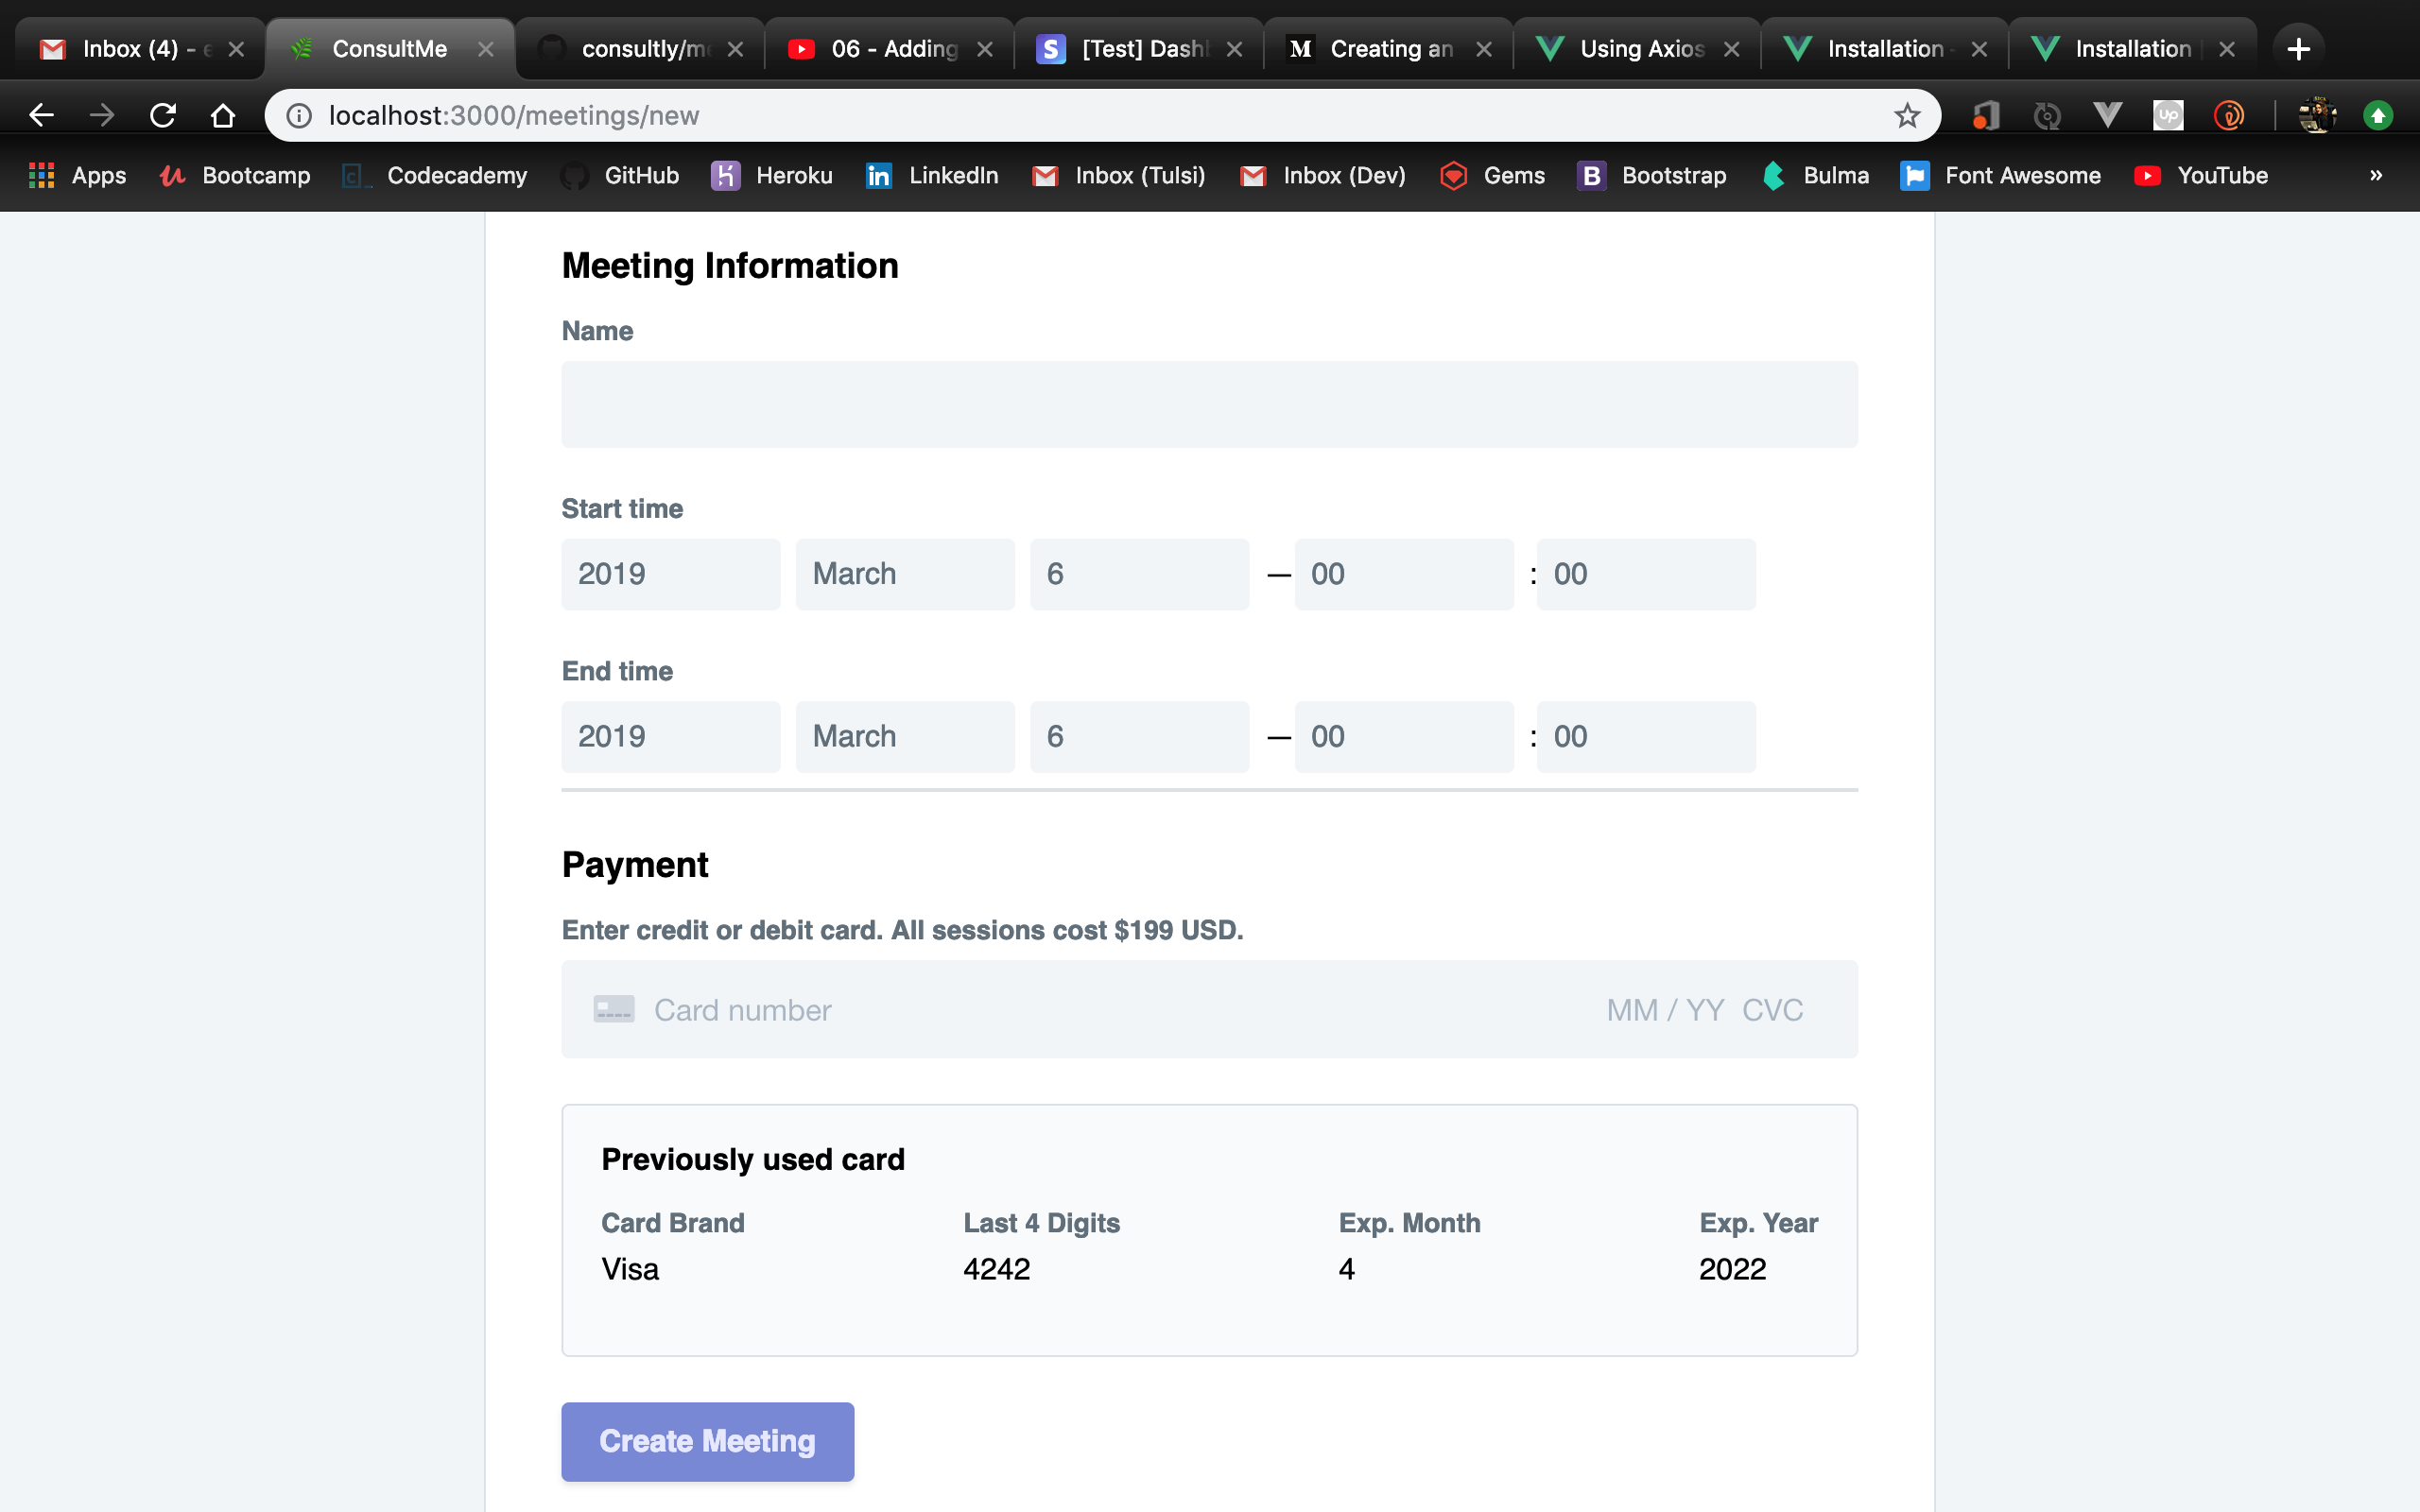 Inbox (4) - ConsultMe consultly/m 06 - Adding [Test] Dash Creating an Using Axios Installation - Installation
localhost:3000/meetings/new
Apps Bootcamp Codecademy GitHub Heroku LinkedIn Inbox (Tulsi) Inbox (Dev) Gems Bootstrap Bulma Font Awesome YouTube »
Meeting Information
Name
Start time
2019 March 6 — 00 : 00
End time
2019 March 6 — 00 : 00
Payment
Enter credit or debit card. All sessions cost $199 USD.
Card number MM / YY CVC
Previously used card
Card Brand Last 4 Digits Exp. Month Exp. Year
Visa 4242 4 2022
Create Meeting